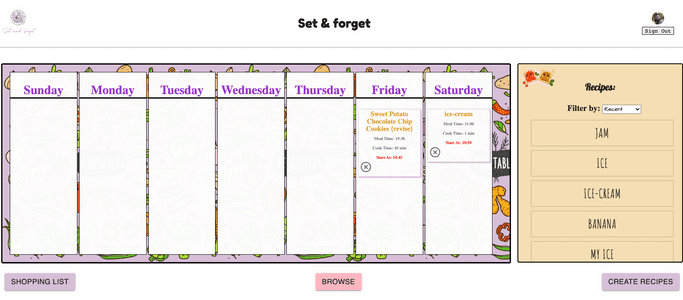 Set & forget
Set and forget
Sign Out
Sunday
Monday
Tuesday
Wednesday
Thursday
Friday
Saturday
Sweet Potato
Chocolate Chip
Cookies (revise)
Meal Time: 19:30
Cook Time: 45 min
Start At: 18:45
ice-cream
Meal Time: 11:00
Cook Time: 1 min
Start At: 10:59
TABL
Recipes:
Filter by: Recent
JAM
ICE
ICE-CREAM
BANANA
MY ICE
SHOPPING LIST
BROWSE
CREATE RECIPES